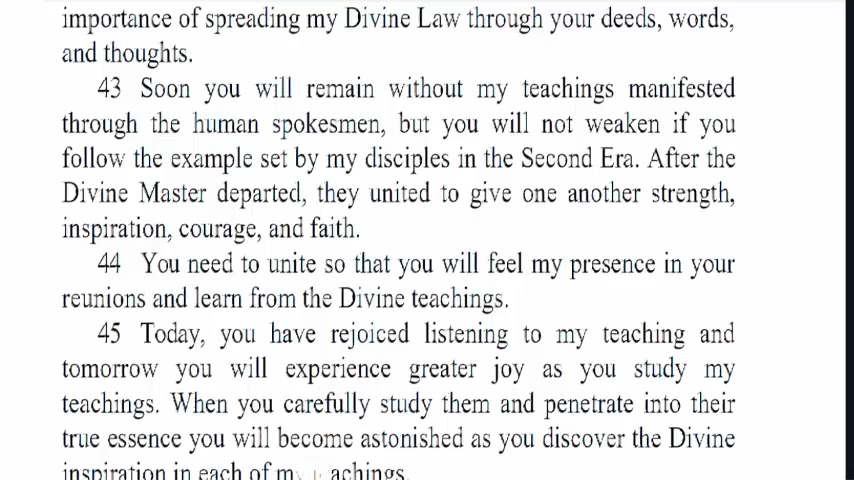 importance of spreading my Divine Law through your deeds, words,
and thoughts.
43 Soon you will remain without my teachings manifested
through the human spokesmen, but you will not weaken if you
follow the example set by my disciples in the Second Era. After the
Divine Master departed, they united to give one another strength,
inspiration, courage, and faith.
44 You need to unite so that you will feel my presence in your
reunions and learn from the Divine teachings.
45 Today, you have rejoiced listening to my teaching and
tomorrow you will experience greater joy as you study my
teachings. When you carefully study them and penetrate into their
true essence you will become astonished as you discover the Divine
inspiration in each of